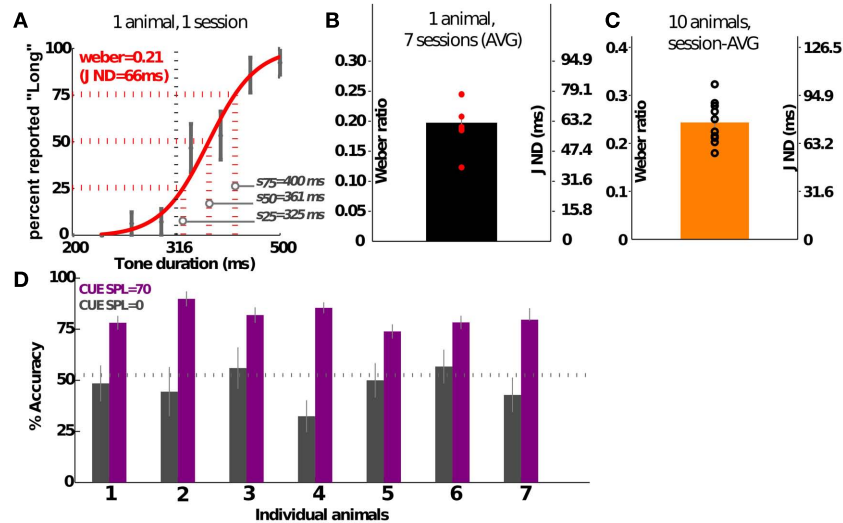 A
1 animal, 1 session
percent reported "Long"
100
75
50
25
0
weber=0.21
(JND=66ms)
s75=400 ms
s50=361 ms
s25=325 ms
200
316
500
Tone duration (ms)
B
1 animal,
7 sessions (AVG)
Weber ratio
0.30
0.25
0.20
0.15
0.10
0.05
0
JND (ms)
94.9
79.1
63.2
47.4
31.6
15.8
0
C
10 animals,
session-AVG
Weber ratio
0.4
0.3
0.2
0.1
0
JND (ms)
126.5
94.9
63.2
31.6
0
D
% Accuracy
100
75
50
25
0
CUE SPL=70
CUE SPL=0
1 2 3 4 5 6 7
Individual animals